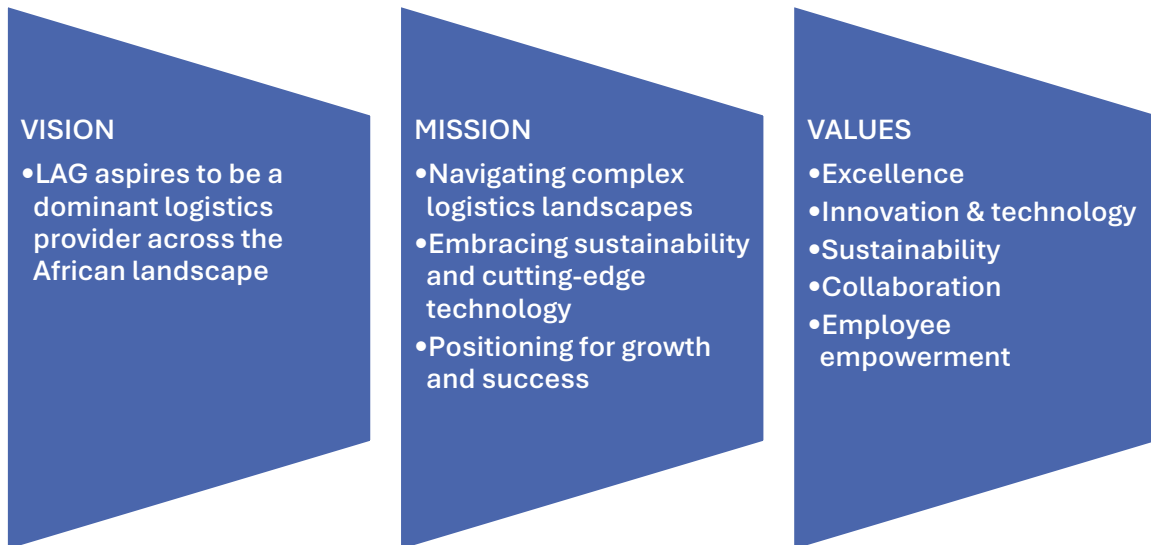 VISION
•LAG aspires to be a
dominant logistics
provider across the
African landscape
MISSION
•Navigating complex
logistics landscapes
•Embracing sustainability
and cutting-edge
technology
•Positioning for growth
and success
VALUES
•Excellence
•Innovation & technology
•Sustainability
•Collaboration
•Employee
empowerment